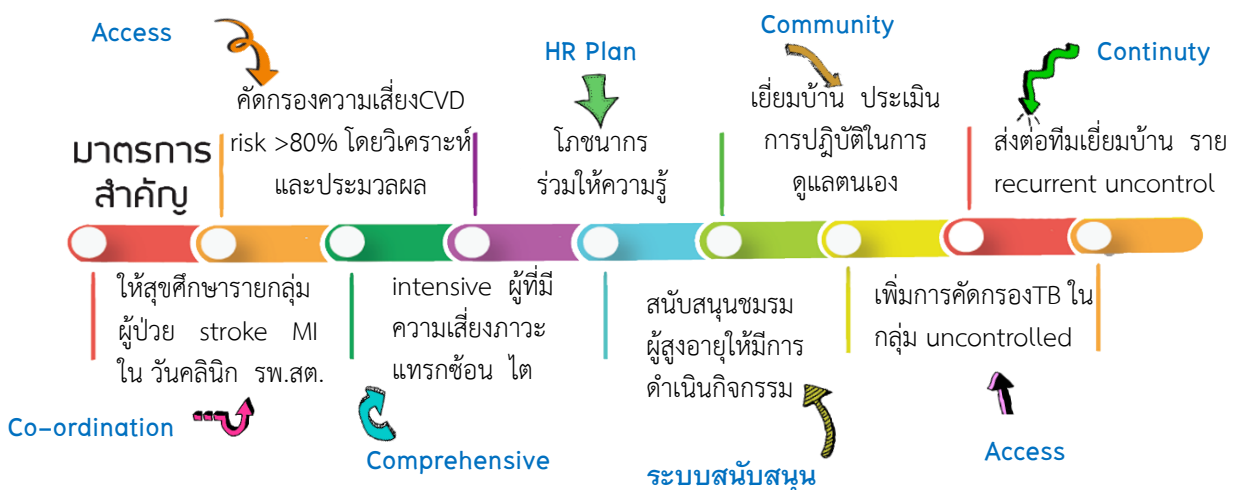 Access
HR Plan
Community
Continuty
คัดกรองความเสี่ยงCVD
risk >80% โดยวิเคราะห์
และประมวลผล
โภชนากร
ร่วมให้ความรู้
เยี่ยมบ้าน ประเมิน
การปฎิบัติในการ
ดูแลตนเอง
ส่งต่อทีมเยี่ยมบ้าน ราย
recurrent uncontrol
มาตรการ
สำคัญ
ให้สุขศึกษารายกลุ่ม
ผู้ป่วย stroke MI
ใน วันคลินิก รพ.สต.
intensive ผู้ที่มี
ความเสี่ยงภาวะ
แทรกซ้อน ไต
สนับสนุนชมรม
ผู้สูงอายุให้มีการ
ดำเนินกิจกรรม
เพิ่มการคัดกรองTB ใน
กลุ่ม uncontrolled
Co-ordination
Comprehensive
ระบบสนับสนุน
Access